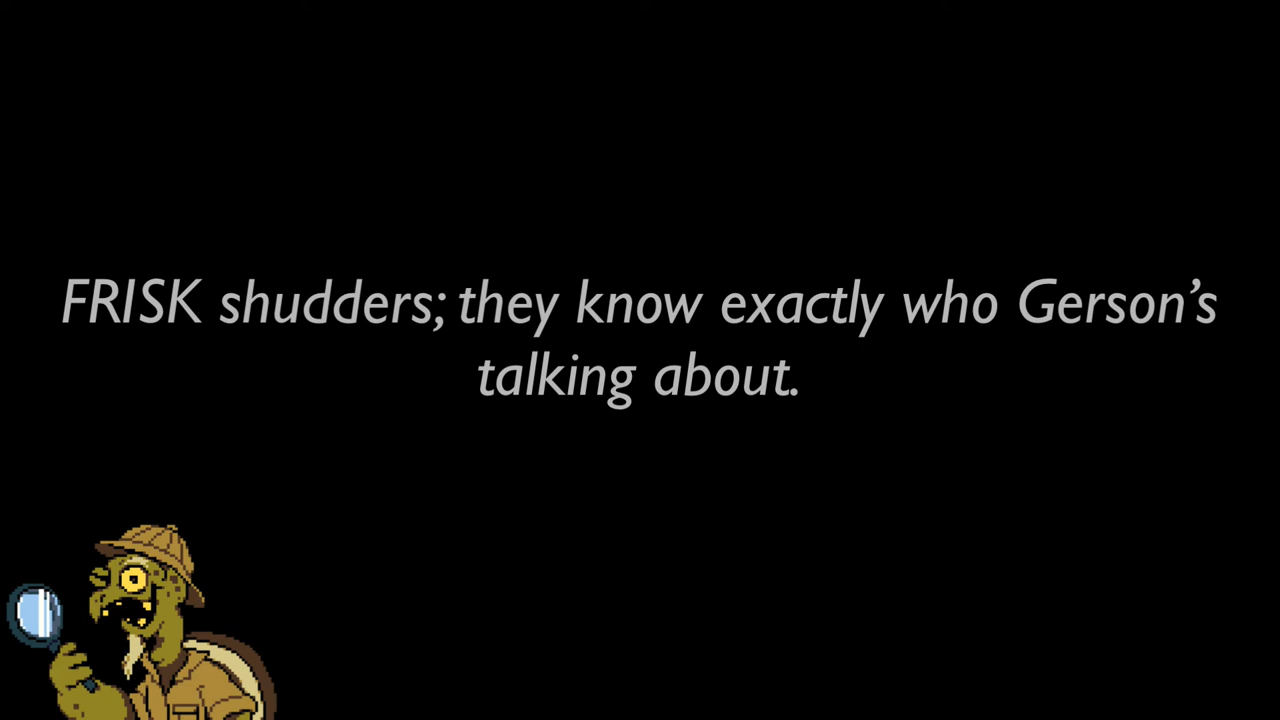 FRISK shudders; they know exactly who Gerson’s
talking about.